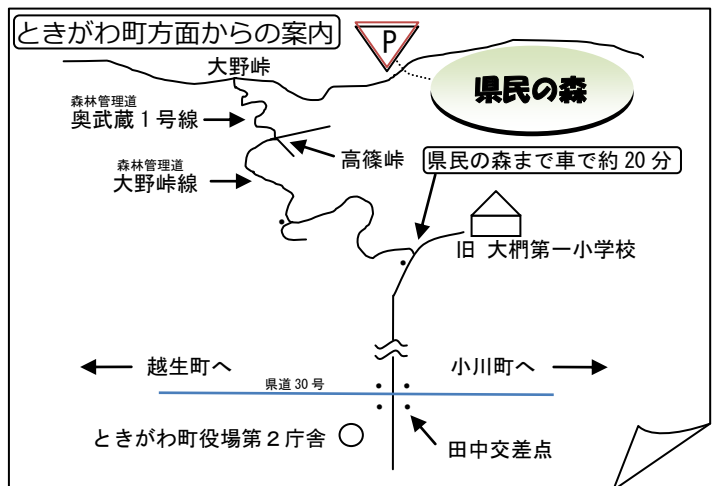 ときがわ町方面からの案内
P
大野峠
県民の森
森林管理道
奥武蔵1号線
高篠峠
県民の森まで車で約20分
森林管理道
大野峠線
旧 大椚第一小学校
越生町へ
小川町へ
県道30号
ときがわ町役場第2庁舎
田中交差点